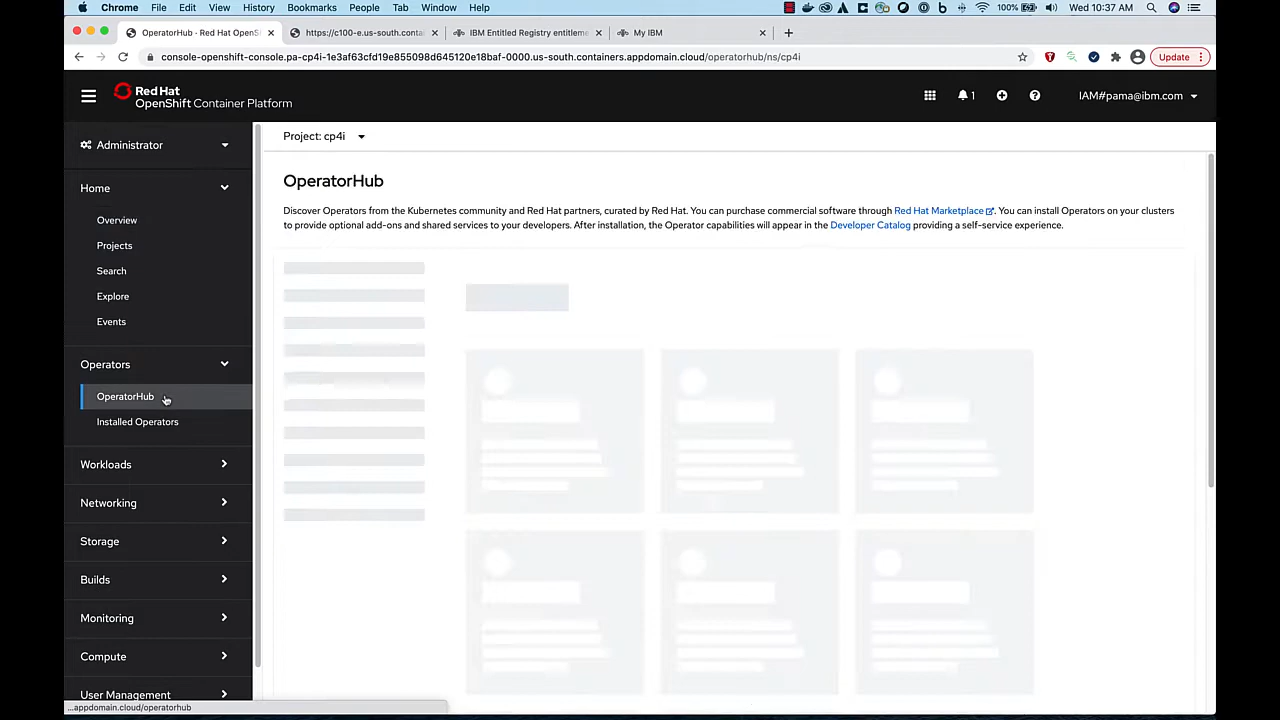 Chrome File Edit View History Bookmarks People Tab Window Help 100% Wed 10:37 AM
OperatorHub · Red Hat OpenS
https://c100-e.us-south.conta
IBM Entitled Registry entitleme
My IBM
console-openshift-console.pa-cp4i-1e3af63cfd19e855098d645120e18baf-0000.us-south.containers.appdomain.cloud/operatorhub/ns/cp4i
Update
Red Hat
OpenShift Container Platform
1
IAM#pama@ibm.com
Administrator
Home
Overview
Projects
Search
Explore
Events
Operators
OperatorHub
Installed Operators
Workloads
Networking
Storage
Builds
Monitoring
Compute
User Management
...appdomain.cloud/operatorhub
Project: cp4i
OperatorHub
Discover Operators from the Kubernetes community and Red Hat partners, curated by Red Hat. You can purchase commercial software through Red Hat Marketplace. You can install Operators on your clusters
to provide optional add-ons and shared services to your developers. After installation, the Operator capabilities will appear in the Developer Catalog providing a self-service experience.